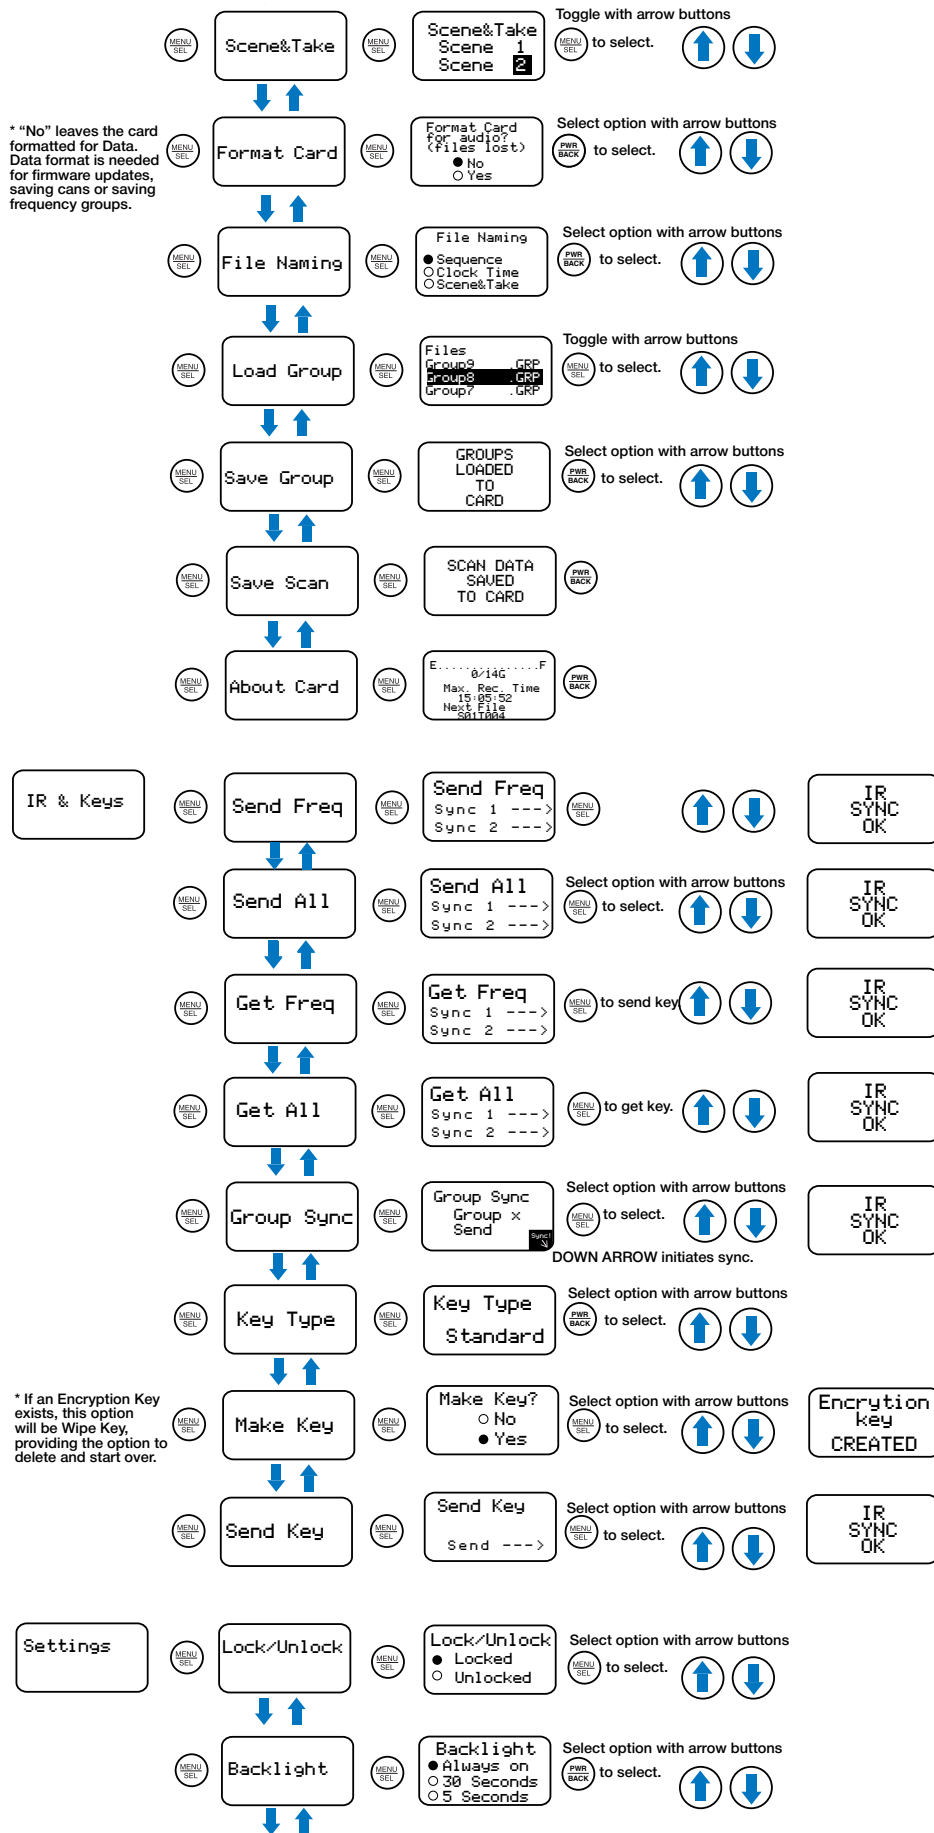 Toggle with arrow buttons
MENU
SEL
Scene&Take
MENU
SEL
Scene&Take
Scene 1
Scene 2
MENU
SEL
to select.
* “No” leaves the card
formatted for Data.
Data format is needed
for firmware updates,
saving cans or saving
frequency groups.
MENU
SEL
Format Card
MENU
SEL
Format Card
for audio?
(files lost)
No
Yes
Select option with arrow buttons
PWR
BACK
to select.
MENU
SEL
File Naming
MENU
SEL
File Naming
Sequence
Clock Time
Scene&Take
Select option with arrow buttons
PWR
BACK
to select.
MENU
SEL
Load Group
MENU
SEL
Files
Group9 .GRP
Group8 .GRP
Group7 .GRP
Toggle with arrow buttons
MENU
SEL
to select.
MENU
SEL
Save Group
MENU
SEL
GROUPS
LOADED
TO
CARD
Select option with arrow buttons
PWR
BACK
to select.
MENU
SEL
Save Scan
MENU
SEL
SCAN DATA
SAVED
TO CARD
PWR
BACK
MENU
SEL
About Card
MENU
SEL
E...............F
0/14G
Max. Rec. Time
15:05:52
Next File
S01T004
PWR
BACK
IR & Keys
MENU
SEL
Send Freq
MENU
SEL
Send Freq
Sync 1 --->
Sync 2 --->
MENU
SEL
IR
SYNC
OK
MENU
SEL
Send All
MENU
SEL
Send All
Sync 1 --->
Sync 2 --->
Select option with arrow buttons
MENU
SEL
to select.
IR
SYNC
OK
MENU
SEL
Get Freq
MENU
SEL
Get Freq
Sync 1 --->
Sync 2 --->
MENU
SEL
to send key.
IR
SYNC
OK
MENU
SEL
Get All
MENU
SEL
Get All
Sync 1 --->
Sync 2 --->
MENU
SEL
to get key.
IR
SYNC
OK
MENU
SEL
Group Sync
MENU
SEL
Group Sync
Group x
Send
Sync!
Select option with arrow buttons
MENU
SEL
to select.
DOWN ARROW initiates sync.
IR
SYNC
OK
MENU
SEL
Key Type
MENU
SEL
Key Type
Standard
Select option with arrow buttons
PWR
BACK
to select.
* If an Encryption Key
exists, this option
will be Wipe Key,
providing the option to
delete and start over.
MENU
SEL
Make Key
MENU
SEL
Make Key?
No
Yes
Select option with arrow buttons
MENU
SEL
to select.
Encrytion
key
CREATED
MENU
SEL
Send Key
MENU
SEL
Send Key
Send --->
Select option with arrow buttons
MENU
SEL
to select.
IR
SYNC
OK
Settings
MENU
SEL
Lock/Unlock
MENU
SEL
Lock/Unlock
Locked
Unlocked
Select option with arrow buttons
MENU
SEL
to select.
MENU
SEL
Backlight
MENU
SEL
Backlight
Always on
30 Seconds
5 Seconds
Select option with arrow buttons
PWR
BACK
to select.